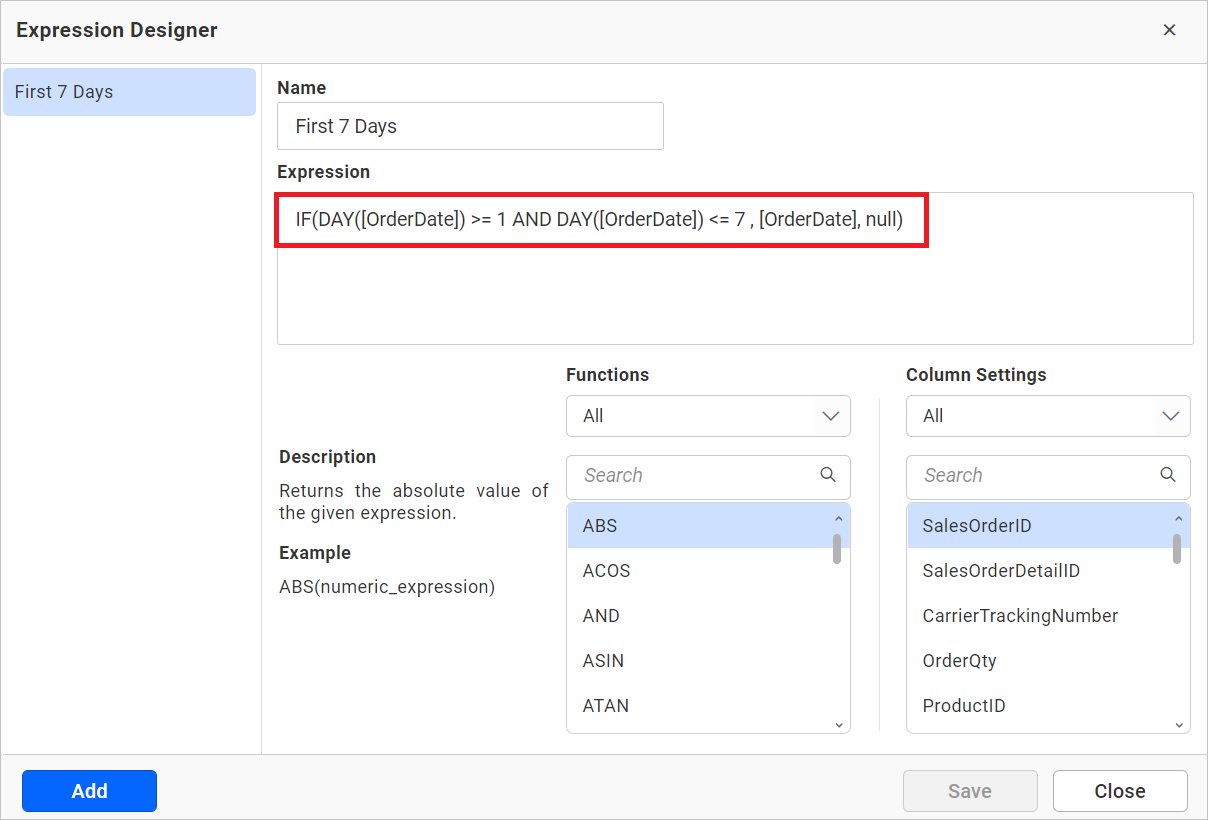 Expression Designer
First 7 Days
Name
First 7 Days
Expression
IF(DAY([OrderDate]) >= 1 AND DAY([OrderDate]) <= 7 , [OrderDate], null)
Description
Returns the absolute value of
the given expression.
Example
ABS(numeric_expression)
Functions
All
Search
ABS
ACOS
AND
ASIN
ATAN
Column Settings
All
Search
SalesOrderID
SalesOrderDetailID
CarrierTrackingNumber
OrderQty
ProductID
Add
Save
Close